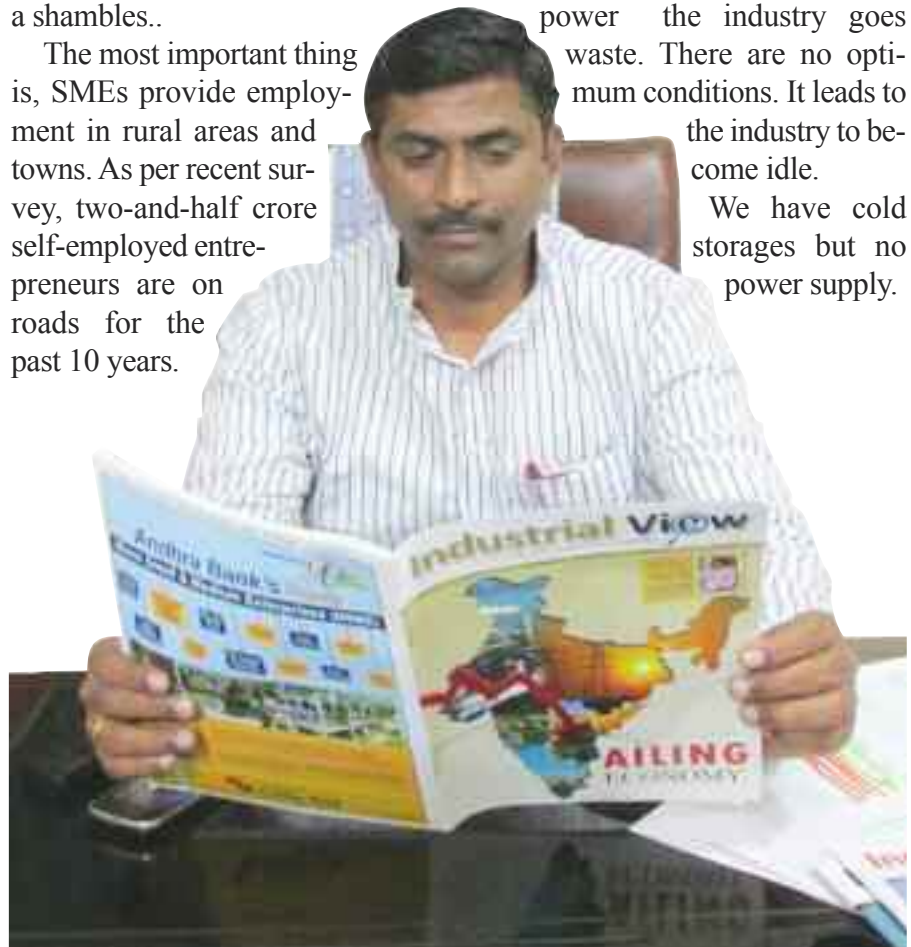 a shambles..
The most important thing
is, SMEs provide employ-
ment in rural areas and
towns. As per recent sur-
vey, two-and-half crore
self-employed entre-
preneurs are on
roads for the
past 10 years.
power the industry goes
waste. There are no opti-
mum conditions. It leads to
the industry to be-
come idle.
We have cold
storages but no
power supply.
Andhra Bank's
Industrial View
AILING
ECONOMY